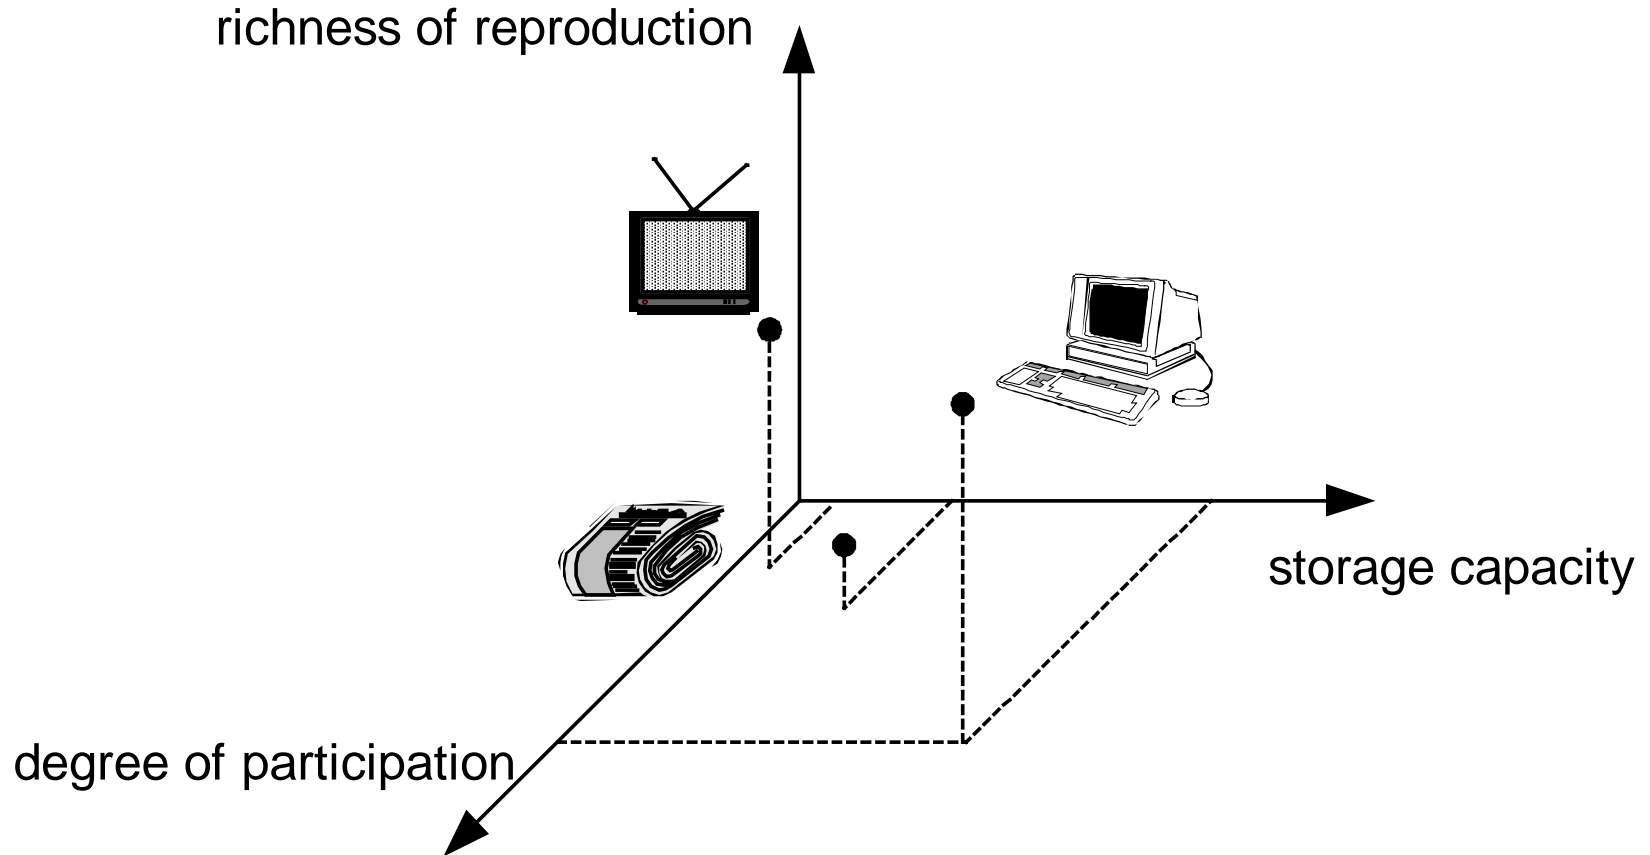 richness of reproduction
storage capacity
degree of participation